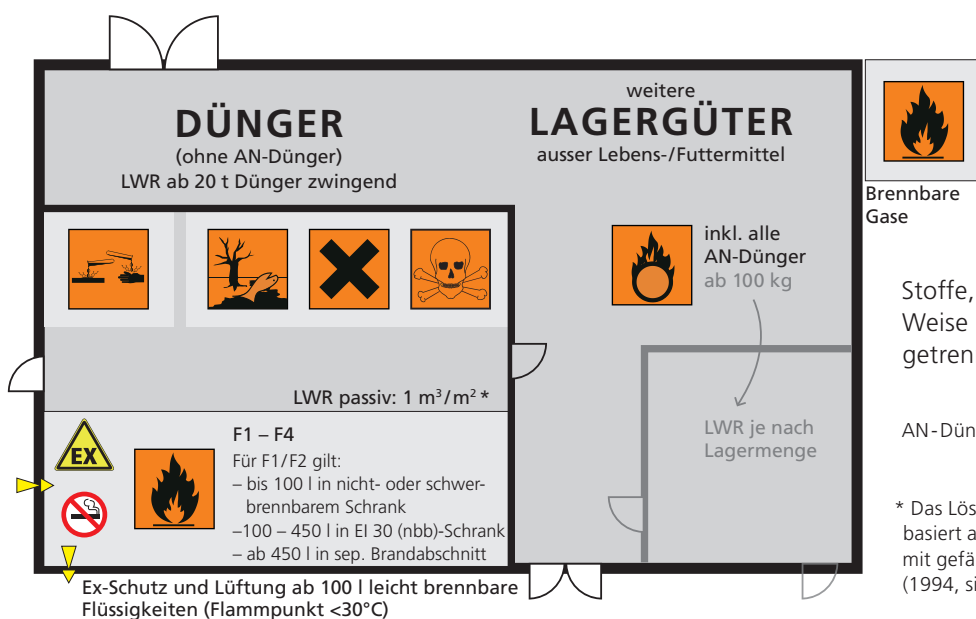 DÜNGER
(ohne AN-Dünger)
LWR ab 20 t Dünger zwingend
weitere
LAGERGÜTER
ausser Lebens-/Futtermittel
Brennbare
Gase
inkl. alle
AN-Dünger
ab 100 kg
LWR je nach
Lagermenge
LWR passiv: 1 m³/m² *
EX
F1 – F4
Für F1/F2 gilt:
– bis 100 l in nicht- oder schwer-
brennbarem Schrank
–100 – 450 l in EI 30 (nbb)-Schrank
– ab 450 l in sep. Brandabschnitt
Ex-Schutz und Lüftung ab 100 l leicht brennbare
Flüssigkeiten (Flammpunkt <30°C)
Stoffe,
Weise
getren
AN-Dün
* Das Lös
basiert a
mit gefä
(1994, si